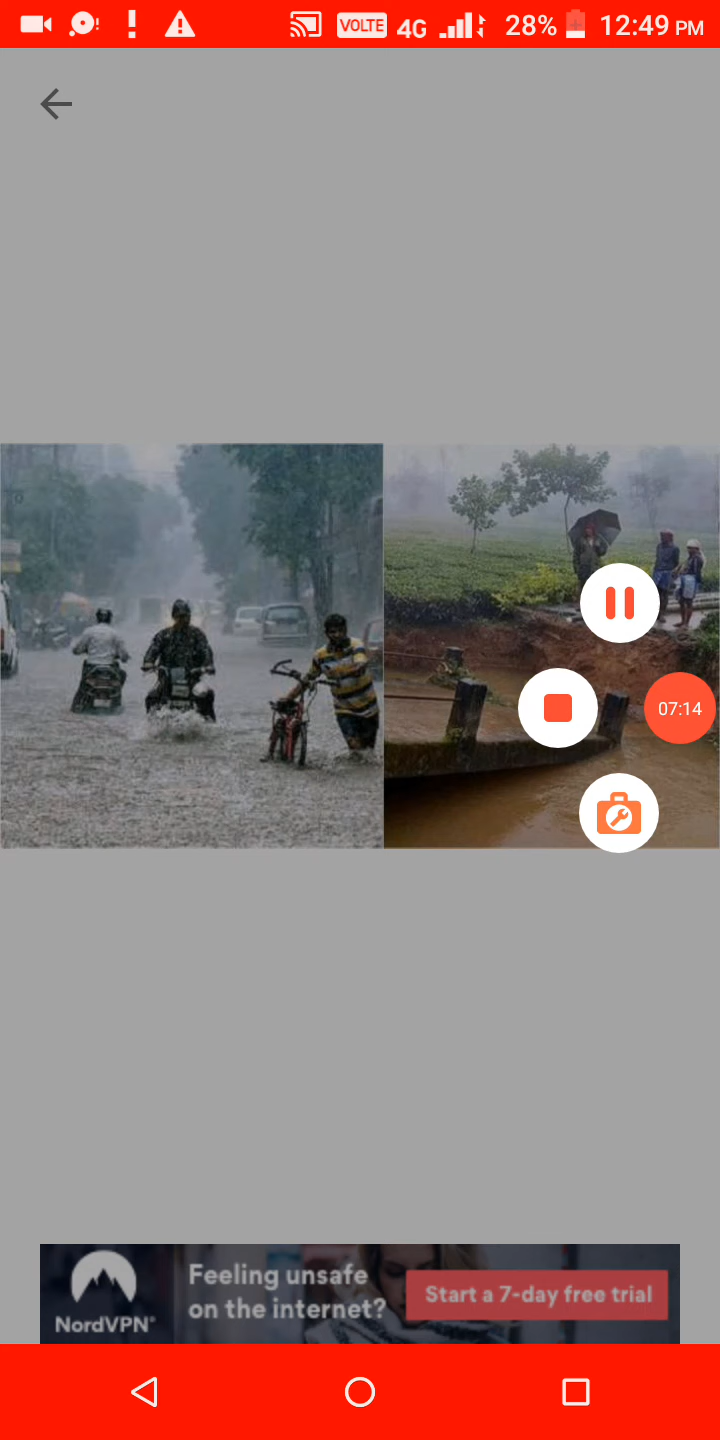 VOLTE 4G 28% 12:49 PM
07:14
Feeling unsafe
on the internet?
Start a 7-day free trial
NordVPN®